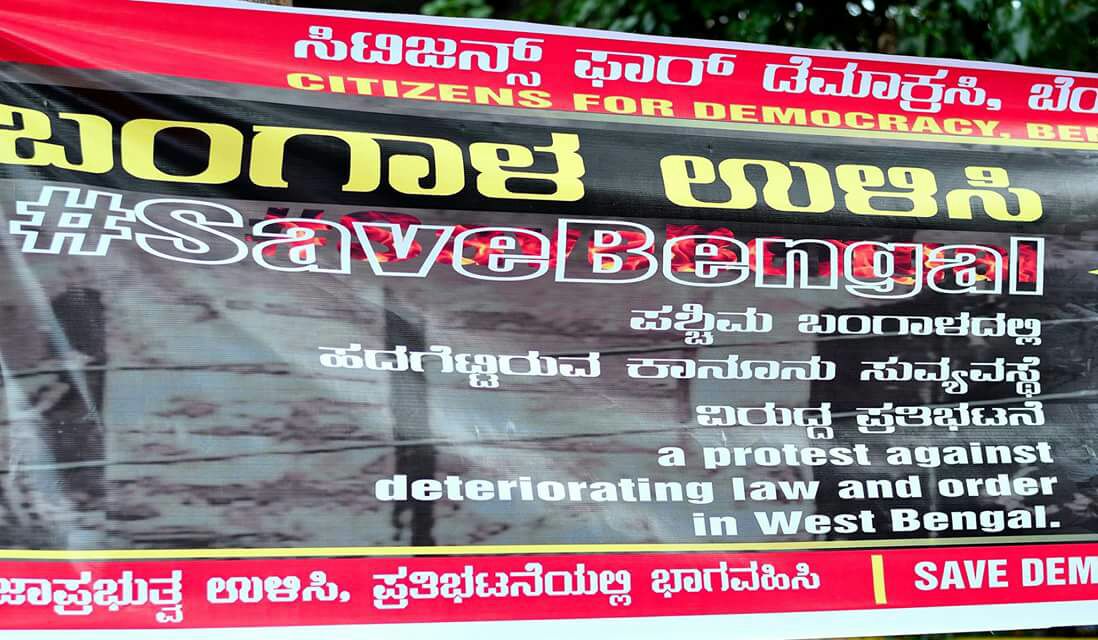 ಸಿಟಿಜನ್ಸ್ ಫಾರ್ ಡೆಮಾಕ್ರಸಿ,
CITIZENS FOR DEMOCRACY,
ಬಂಗಾಳ ಉಳಿಸಿ
#SaveBengal
ಪಶ್ಚಿಮ ಬಂಗಾಳದಲ್ಲಿ
ಹದಗೆಟ್ಟಿರುವ ಕಾನೂನು ಸುವ್ಯವಸ್ಥೆ
ವಿರುದ್ಧ ಪ್ರತಿಭಟನೆ
a protest against
deteriorating law and order
in West Bengal.
ಉಳಿಸಿ, ಪ್ರತಿಭಟನೆಯಲ್ಲಿ ಭಾಗವಹಿಸಿ | SAVE